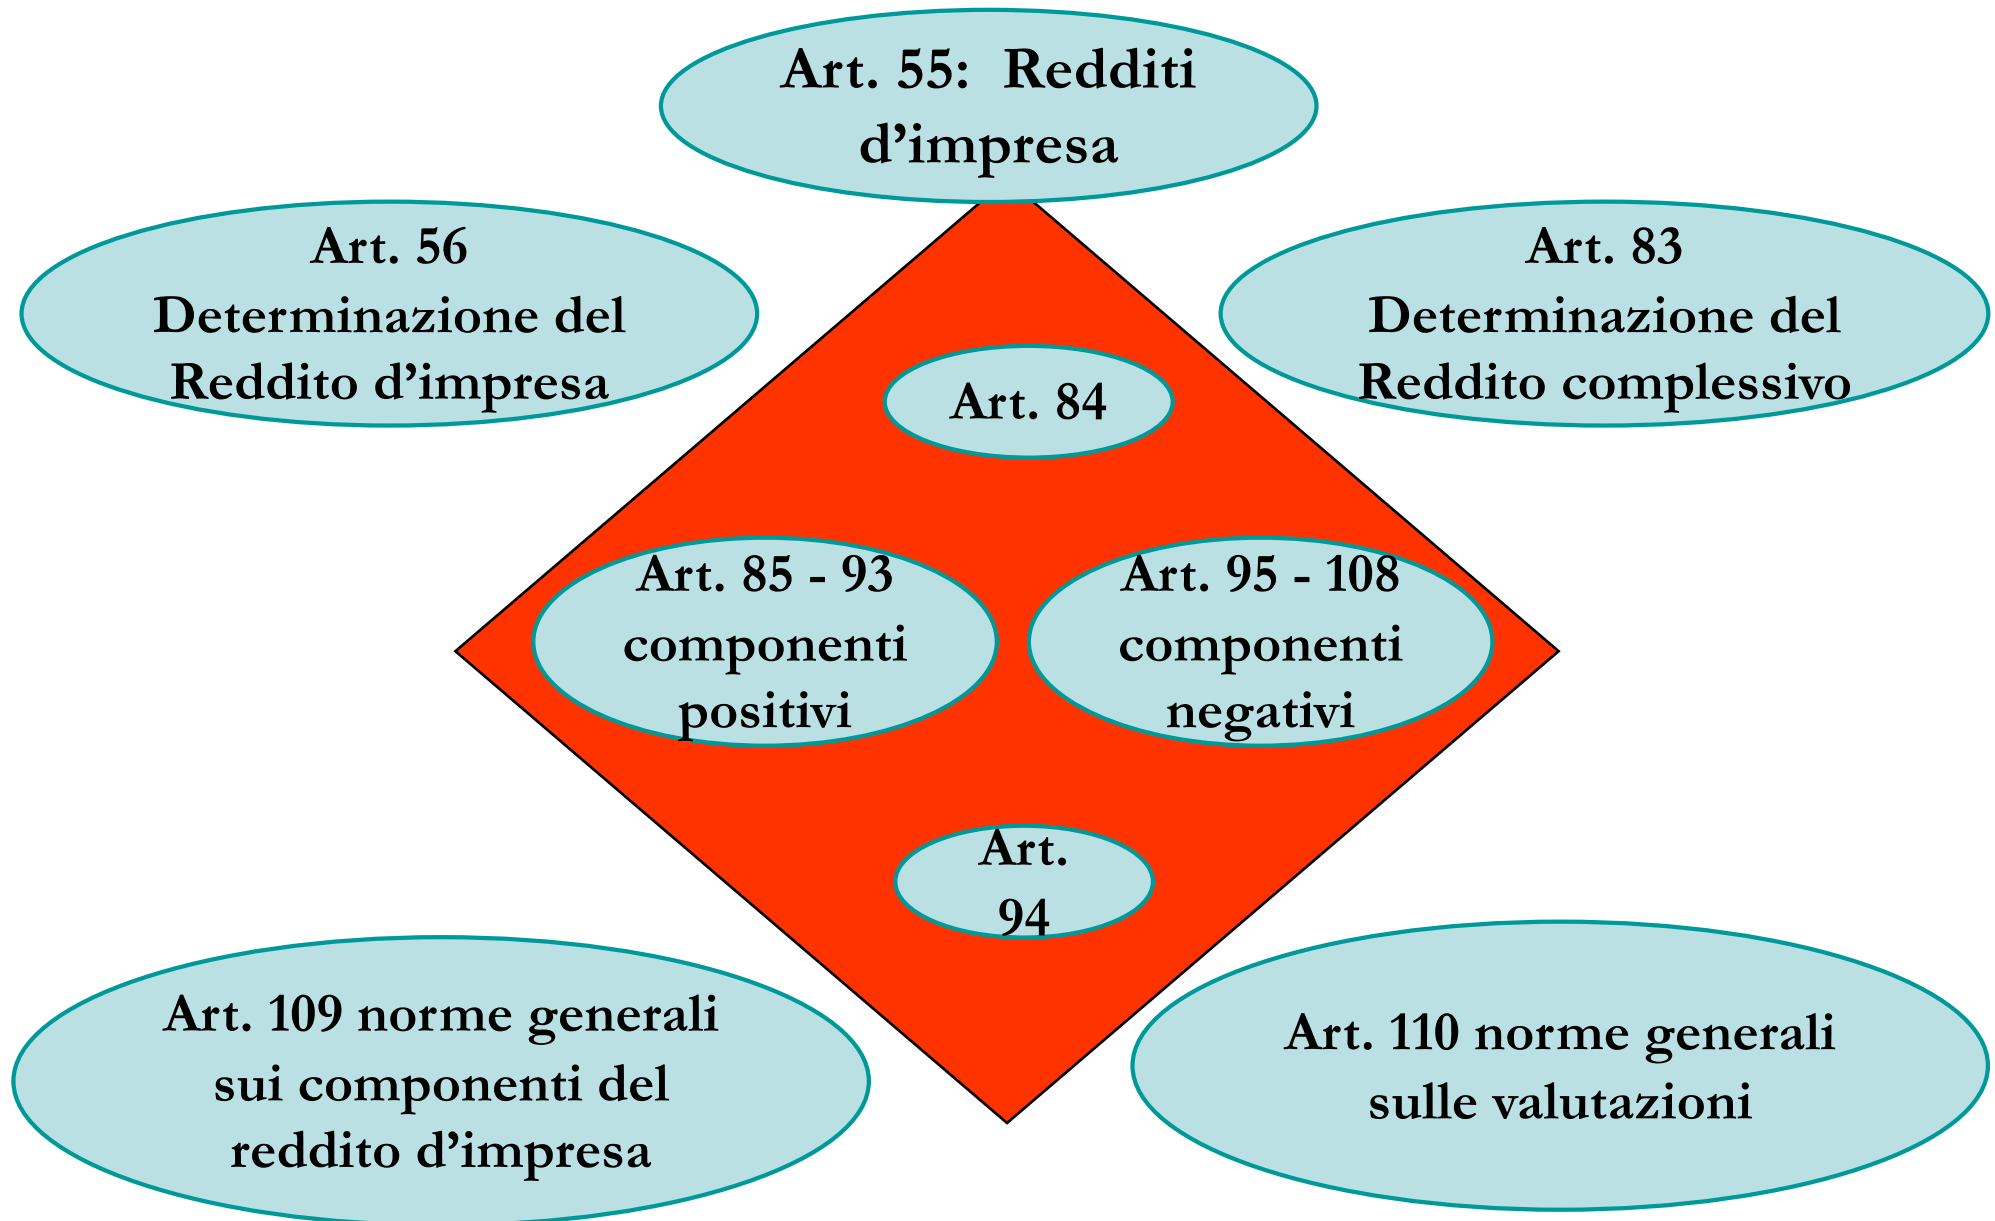 Art. 55:  Redditi
d’impresa
Art. 56
Determinazione del
Reddito d’impresa
Art. 83
Determinazione del
Reddito complessivo
Art. 84
Art. 85 - 93
componenti
positivi
Art. 95 - 108
componenti
negativi
Art.
94
Art. 109 norme generali
sui componenti del
reddito d’impresa
Art. 110 norme generali
sulle valutazioni